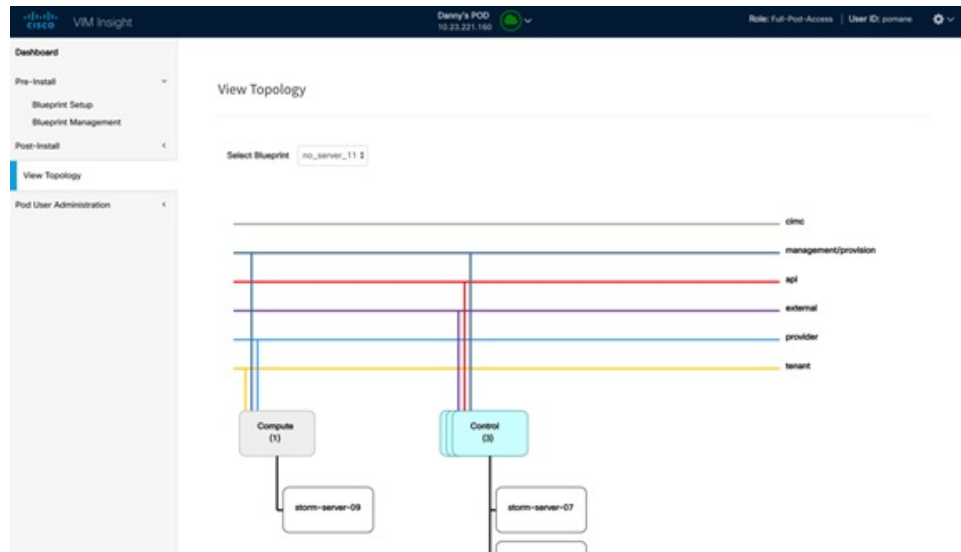 CISCO VIM Insight
Danny's POD
10.23.221.160
Role: Full-Pod-Access | User ID: pomane
Dashboard
Pre-Install
Blueprint Setup
Blueprint Management
Post-Install
View Topology
Pod User Administration
View Topology
Select Blueprint no_server_11
cimc
management/provision
api
external
provider
tenant
Compute
(1)
Control
(3)
storm-server-09
storm-server-07